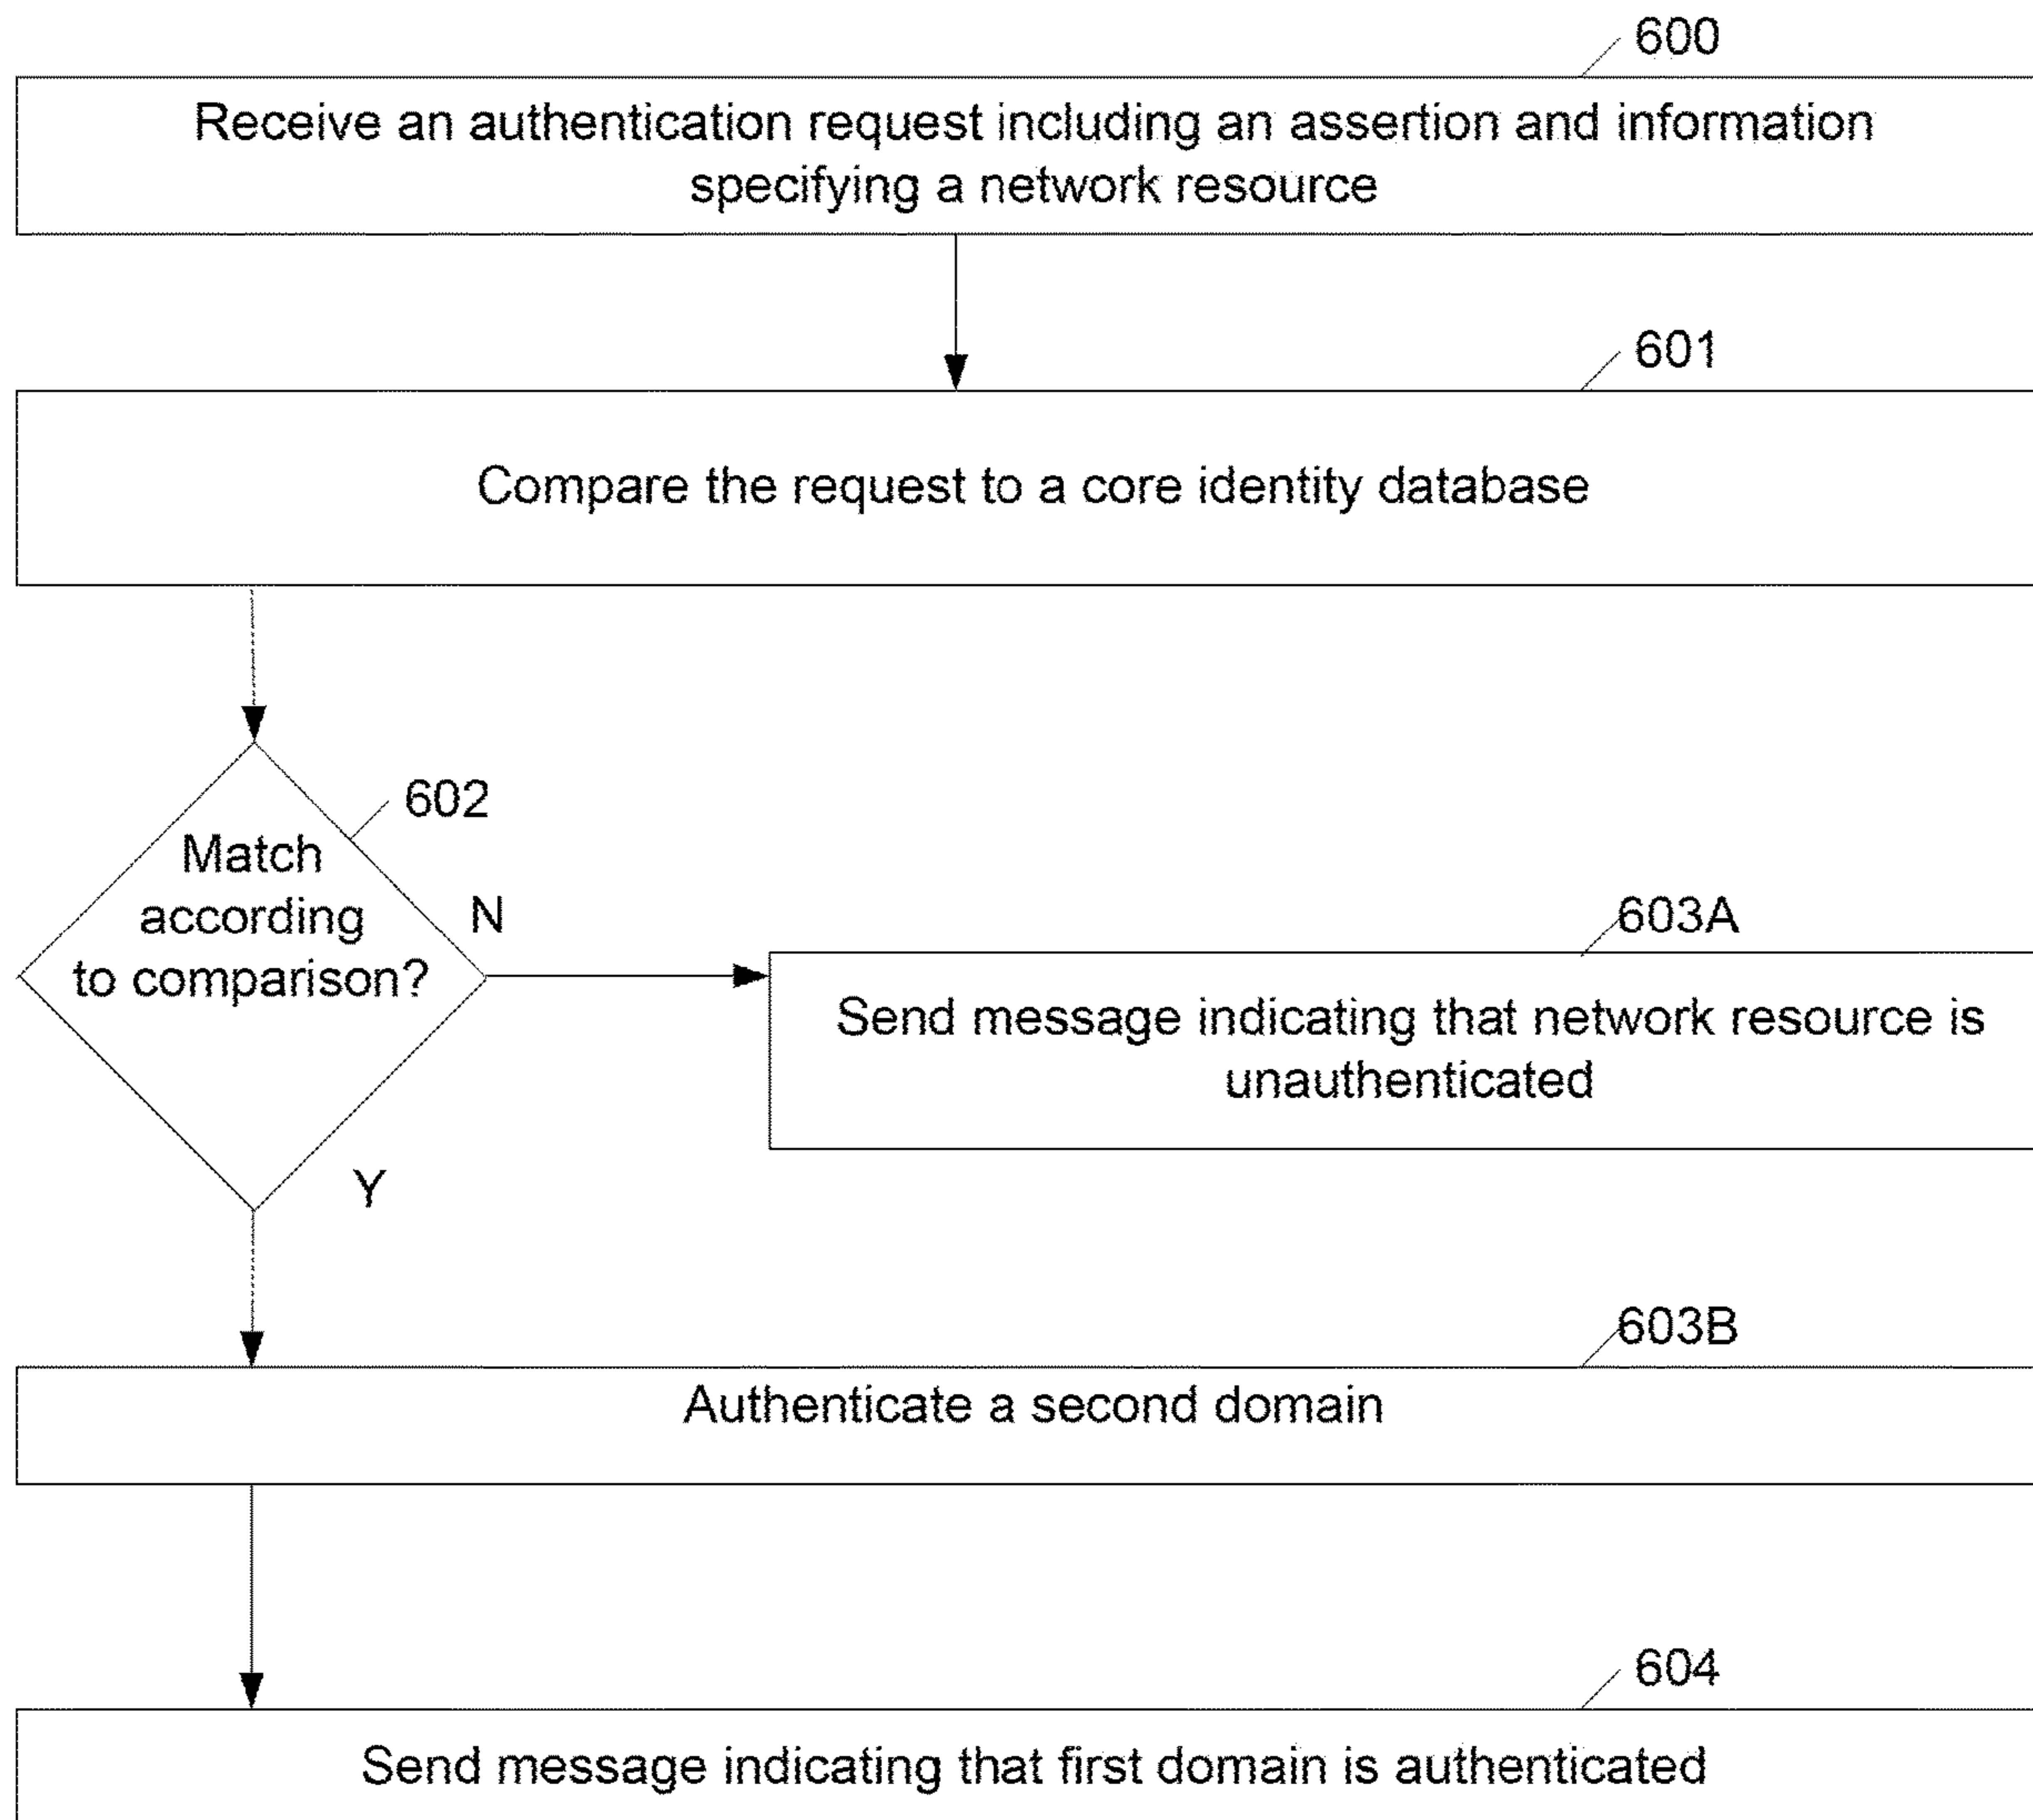 600
Receive an authentication request including an assertion and information
specifying a network resource
601
Compare the request to a core identity database
602
Match
according
to comparison?
N
603A
Send message indicating that network resource is
unauthenticated
Y
603B
Authenticate a second domain
604
Send message indicating that first domain is authenticated